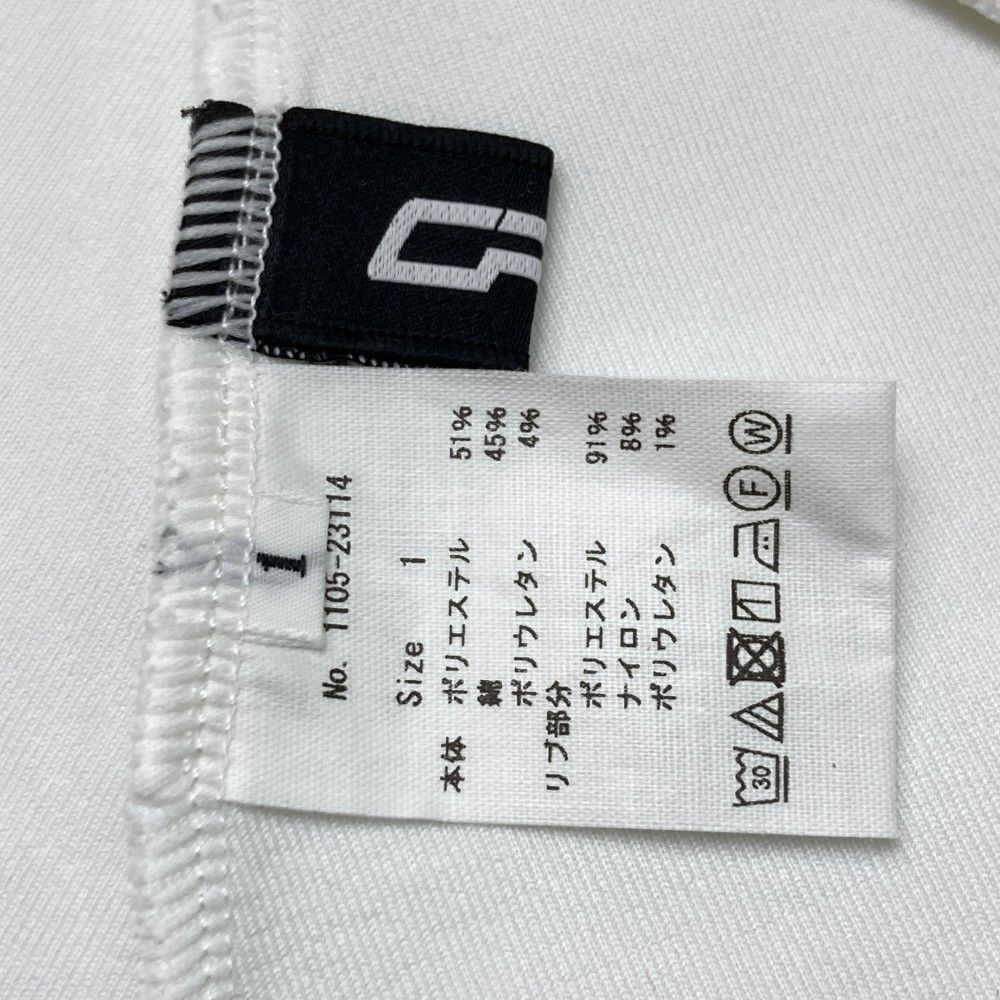 No. 1105-23114
Size 1
本体 ポリエステル 51%
綿 45%
ポリウレタン 4%
リブ部分
ポリエステル 91%
ナイロン 8%
ポリウレタン 1%
30 F W
1